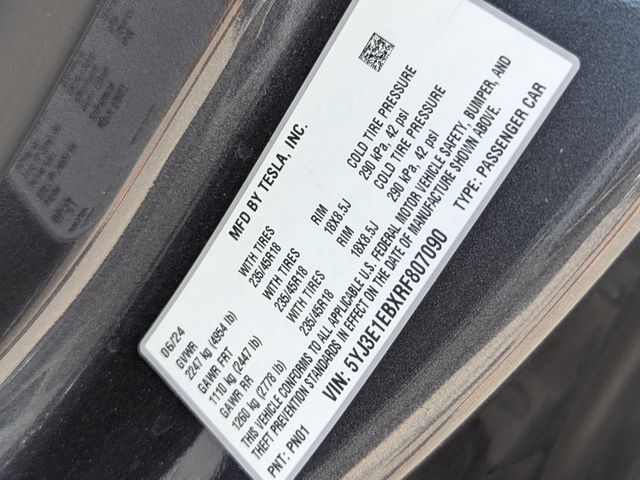 MFD BY TESLA, INC.
06/24
GVWR
2247 kg (4954 lb) WITH TIRES 235/45R18 RIM 18X8.5J COLD TIRE PRESSURE 290 kPa, 42 psi
GAWR FRT
1110 kg (2447 lb) WITH TIRES 235/45R18 RIM 18X8.5J COLD TIRE PRESSURE 290 kPa, 42 psi
GAWR RR
1260 kg (2778 lb) WITH TIRES 235/45R18
THIS VEHICLE CONFORMS TO ALL APPLICABLE U.S. FEDERAL MOTOR VEHICLE SAFETY, BUMPER, AND
THEFT PREVENTION STANDARDS IN EFFECT ON THE DATE OF MANUFACTURE SHOWN ABOVE.
VIN: 5YJ3E1EBXRF807090 TYPE: PASSENGER CAR
PNT: PN01